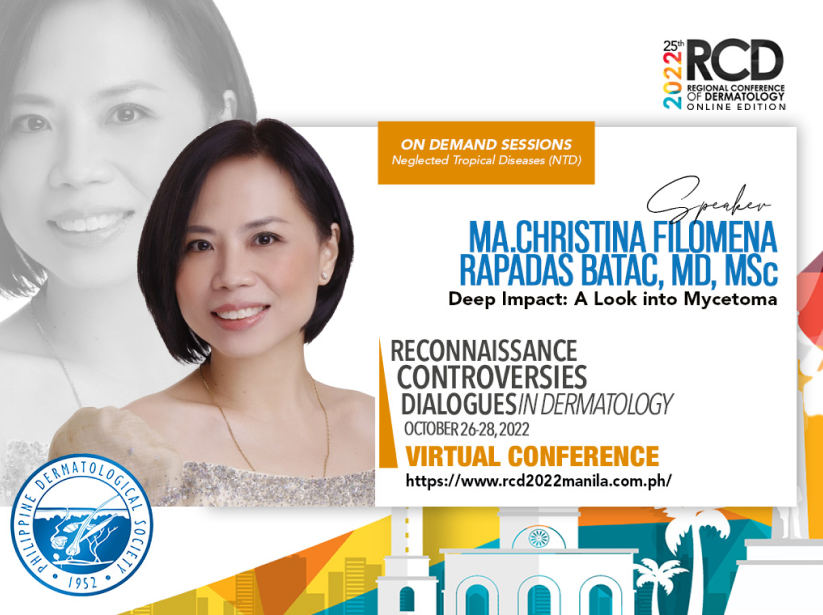 25th
2022
RCD
REGIONAL CONFERENCE
OF DERMATOLOGY
ONLINE EDITION
ON DEMAND SESSIONS
Neglected Tropical Diseases (NTD)
Speaker
MA.CHRISTINA FILOMENA
RAPADAS BATAC, MD, MSc
Deep Impact: A Look into Mycetoma
RECONNAISSANCE
CONTROVERSIES
DIALOGUES IN DERMATOLOGY
OCTOBER 26-28, 2022
VIRTUAL CONFERENCE
https://www.rcd2022manila.com.ph/
PHILIPPINE DERMATOLOGICAL SOCIETY
• 1952 •